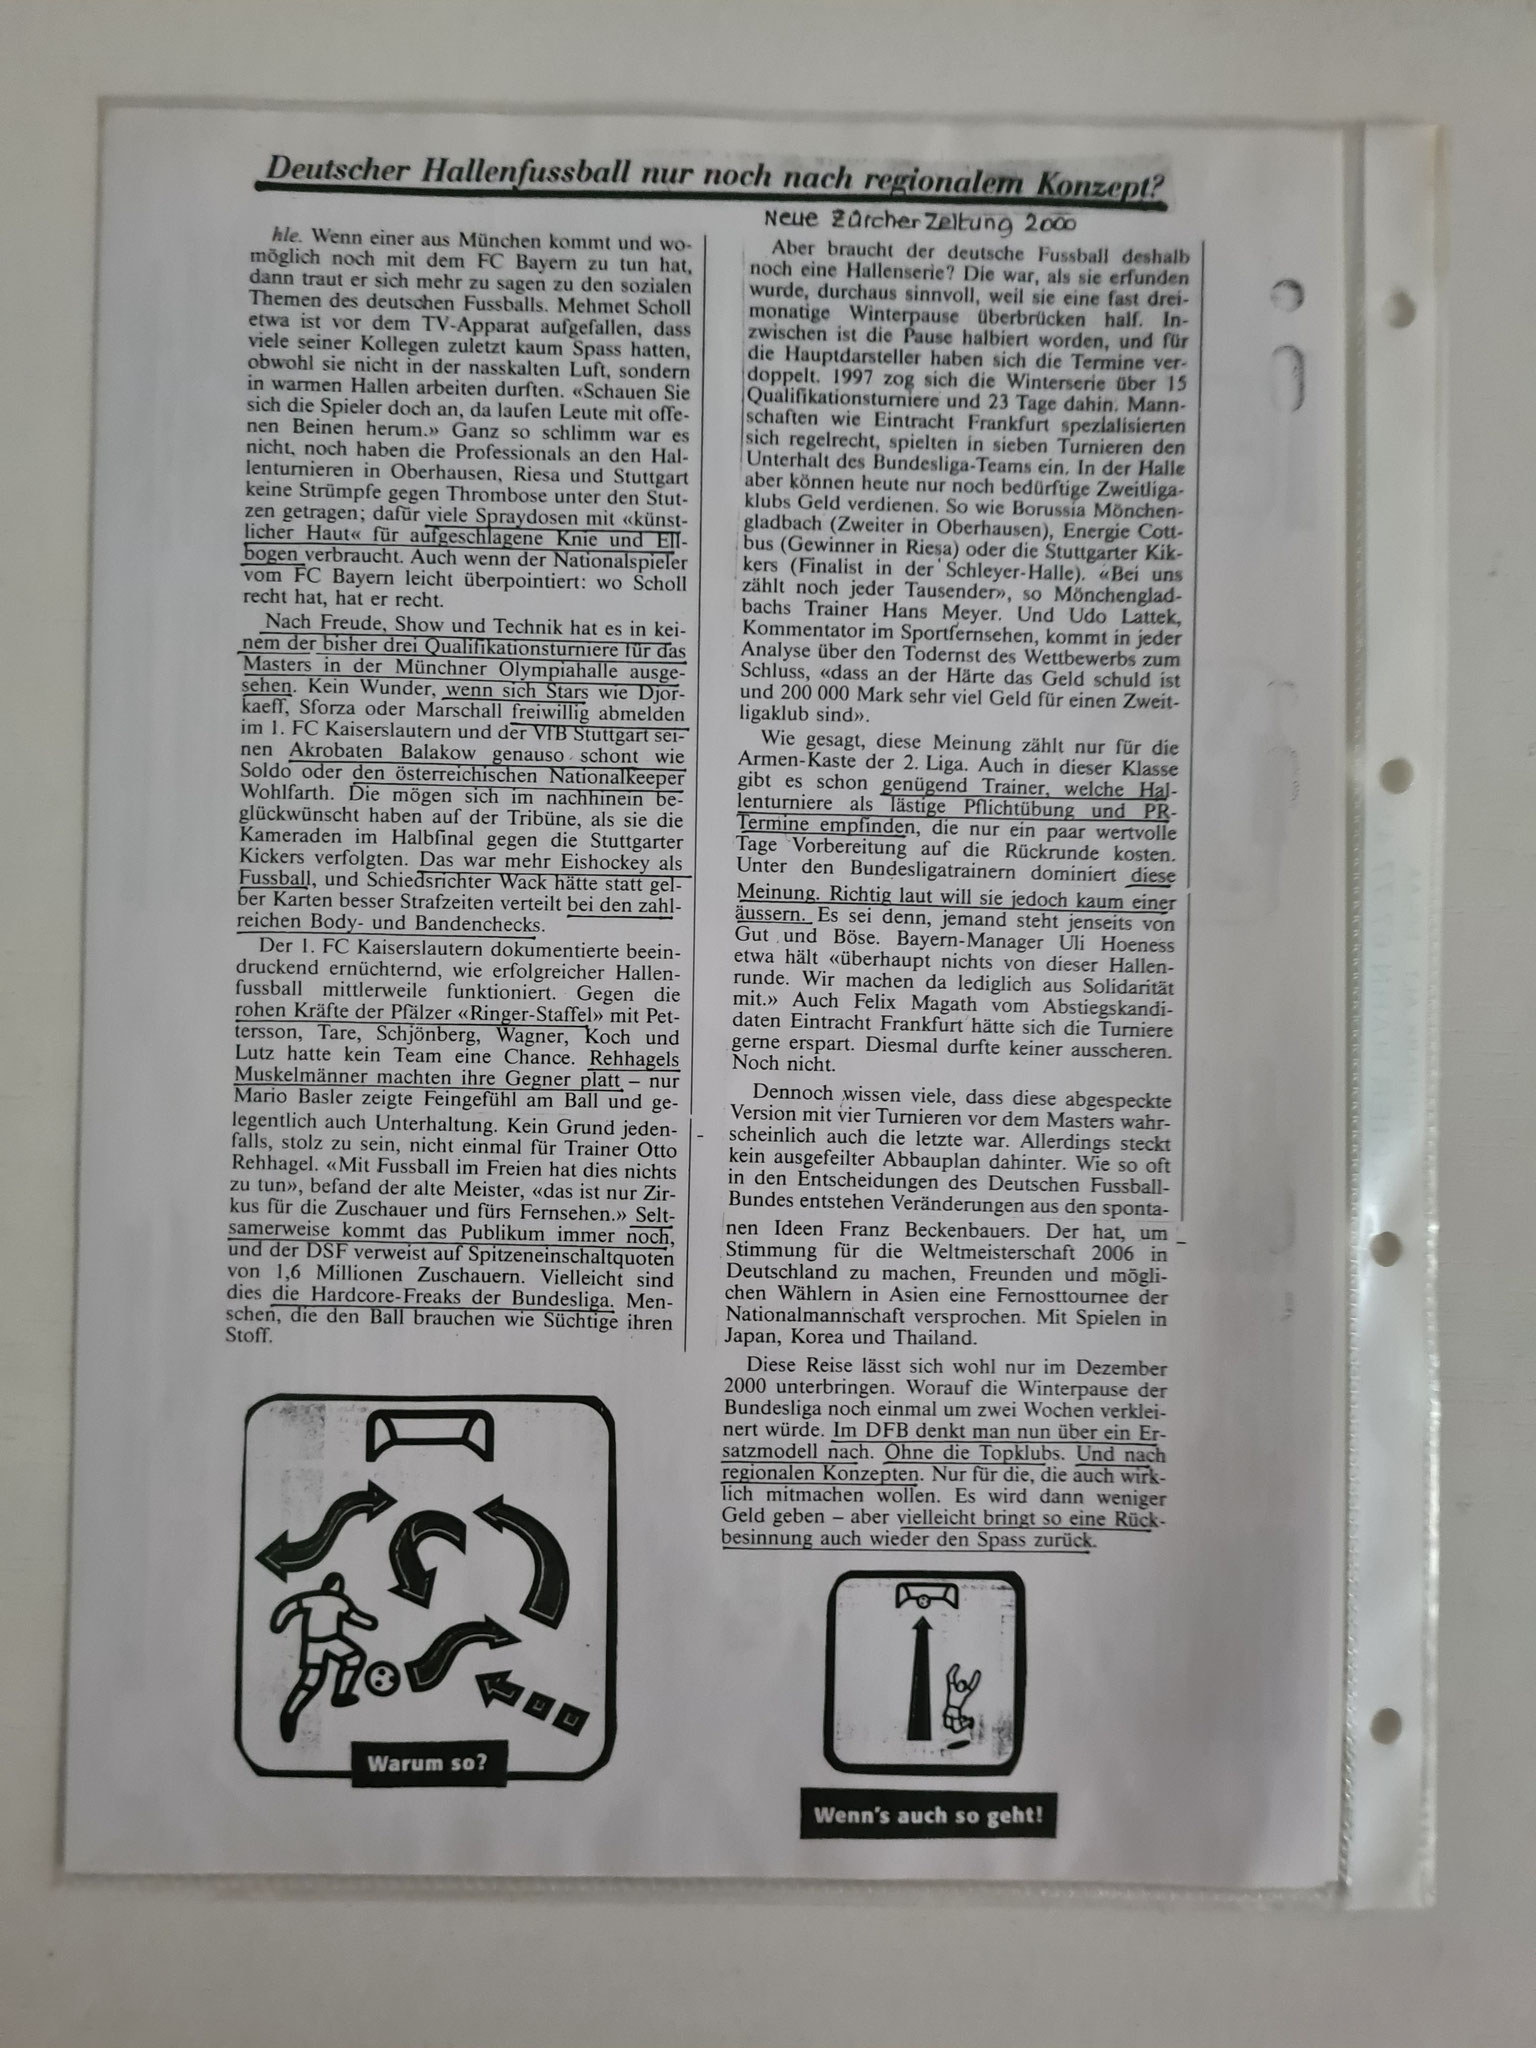 Deutscher Hallenfussball nur noch nach regionalem Konzept?
Neue Zürcher Zeitung 2000
hle. Wenn einer aus München kommt und wo-
möglich noch mit dem FC Bayern zu tun hat,
dann traut er sich mehr zu sagen zu den sozialen
Themen des deutschen Fussballs. Mehmet Scholl
etwa ist vor dem TV-Apparat aufgefallen, dass
viele seiner Kollegen zuletzt kaum Spass hatten,
obwohl sie nicht in der nasskalten Luft, sondern
in warmen Hallen arbeiten durften. «Schauen Sie
sich die Spieler doch an, da laufen Leute mit offe-
nen Beinen herum.» Ganz so schlimm war es
nicht, noch haben die Professionals an den Hal-
lenturnieren in Oberhausen, Riesa und Stuttgart
keine Strümpfe gegen Thrombose unter den Stut-
zen getragen; dafür viele Spraydosen mit «künst-
licher Haut« für aufgeschlagene Knie und Ell-
bogen verbraucht. Auch wenn der Nationalspieler
vom FC Bayern leicht überpointiert: wo Scholl
recht hat, hat er recht.
Nach Freude, Show und Technik hat es in kei-
nem der bisher drei Qualifikationsturniere für das
Masters in der Münchner Olympiahalle ausge-
sehen. Kein Wunder, wenn sich Stars wie Djor-
kaeff, Sforza oder Marschall freiwillig abmelden
im 1. FC Kaiserslautern und der VfB Stuttgart sei-
nen Akrobaten Balakow genauso schont wie
Soldo oder den österreichischen Nationalkeeper
Wohlfarth. Die mögen sich im nachhinein be-
glückwünscht haben auf der Tribüne, als sie die
Kameraden im Halbfinal gegen die Stuttgarter
Kickers verfolgten. Das war mehr Eishockey als
Fussball, und Schiedsrichter Wack hätte statt gel-
ber Karten besser Strafzeiten verteilt bei den zahl-
reichen Body- und Bandenchecks.
Der 1. FC Kaiserslautern dokumentierte beein-
druckend ernüchternd, wie erfolgreicher Hallen-
fussball mittlerweile funktioniert. Gegen die
rohen Kräfte der Pfälzer «Ringer-Staffel» mit Pet-
tersson, Tare, Schjönberg, Wagner, Koch und
Lutz hatte kein Team eine Chance. Rehhagels
Muskelmänner machten ihre Gegner platt – nur
Mario Basler zeigte Feingefühl am Ball und ge-
legentlich auch Unterhaltung. Kein Grund jeden-
falls, stolz zu sein, nicht einmal für Trainer Otto
Rehhagel. «Mit Fussball im Freien hat dies nichts
zu tun», befand der alte Meister, «das ist nur Zir-
kus für die Zuschauer und fürs Fernsehen.» Selt-
samerweise kommt das Publikum immer noch,
und der DSF verweist auf Spitzeneinschaltquoten
von 1,6 Millionen Zuschauern. Vielleicht sind
dies die Hardcore-Freaks der Bundesliga. Men-
schen, die den Ball brauchen wie Süchtige ihren
Stoff.
Aber braucht der deutsche Fussball deshalb
noch eine Hallenserie? Die war, als sie erfunden
wurde, durchaus sinnvoll, weil sie eine fast drei-
monatige Winterpause überbrücken half. In-
zwischen ist die Pause halbiert worden, und für
die Hauptdarsteller haben sich die Termine ver-
doppelt. 1997 zog sich die Winterserie über 15
Qualifikationsturniere und 23 Tage dahin. Mann-
schaften wie Eintracht Frankfurt spezialisierten
sich regelrecht, spielten in sieben Turnieren den
Unterhalt des Bundesliga-Teams ein. In der Halle
aber können heute nur noch bedürftige Zweitliga-
klubs Geld verdienen. So wie Borussia Mönchen-
gladbach (Zweiter in Oberhausen), Energie Cott-
bus (Gewinner in Riesa) oder die Stuttgarter Kik-
kers (Finalist in der Schleyer-Halle). «Bei uns
zählt noch jeder Tausender», so Mönchenglad-
bachs Trainer Hans Meyer. Und Udo Lattek,
Kommentator im Sportfernsehen, kommt in jeder
Analyse über den Todernst des Wettbewerbs zum
Schluss, «dass an der Härte das Geld schuld ist
und 200 000 Mark sehr viel Geld für einen Zweit-
ligaklub sind».
Wie gesagt, diese Meinung zählt nur für die
Armen-Kaste der 2. Liga. Auch in dieser Klasse
gibt es schon genügend Trainer, welche Hal-
lenturniere als lästige Pflichtübung und PR-
Termine empfinden, die nur ein paar wertvolle
Tage Vorbereitung auf die Rückrunde kosten.
Unter den Bundesligatrainern dominiert diese
Meinung. Richtig laut will sie jedoch kaum einer
äussern. Es sei denn, jemand steht jenseits von
Gut und Böse. Bayern-Manager Uli Hoeness
etwa hält «überhaupt nichts von dieser Hallen-
runde. Wir machen da lediglich aus Solidarität
mit.» Auch Felix Magath vom Abstiegskandi-
daten Eintracht Frankfurt hätte sich die Turniere
gerne erspart. Diesmal durfte keiner ausscheren.
Noch nicht.
Dennoch wissen viele, dass diese abgespeckte
Version mit vier Turnieren vor dem Masters wahr-
scheinlich auch die letzte war. Allerdings steckt
kein ausgefeilter Abbauplan dahinter. Wie so oft
in den Entscheidungen des Deutschen Fussball-
Bundes entstehen Veränderungen aus den sponta-
nen Ideen Franz Beckenbauers. Der hat, um
Stimmung für die Weltmeisterschaft 2006 in
Deutschland zu machen, Freunden und mögli-
chen Wählern in Asien eine Fernosttournee der
Nationalmannschaft versprochen. Mit Spielen in
Japan, Korea und Thailand.
Diese Reise lässt sich wohl nur im Dezember
2000 unterbringen. Worauf die Winterpause der
Bundesliga noch einmal um zwei Wochen verklei-
nert würde. Im DFB denkt man nun über ein Er-
satzmodell nach. Ohne die Topklubs. Und nach
regionalen Konzepten. Nur für die, die auch wirk-
lich mitmachen wollen. Es wird dann weniger
Geld geben – aber vielleicht bringt so eine Rück-
besinnung auch wieder den Spass zurück.
Warum so?
Wenn's auch so geht!